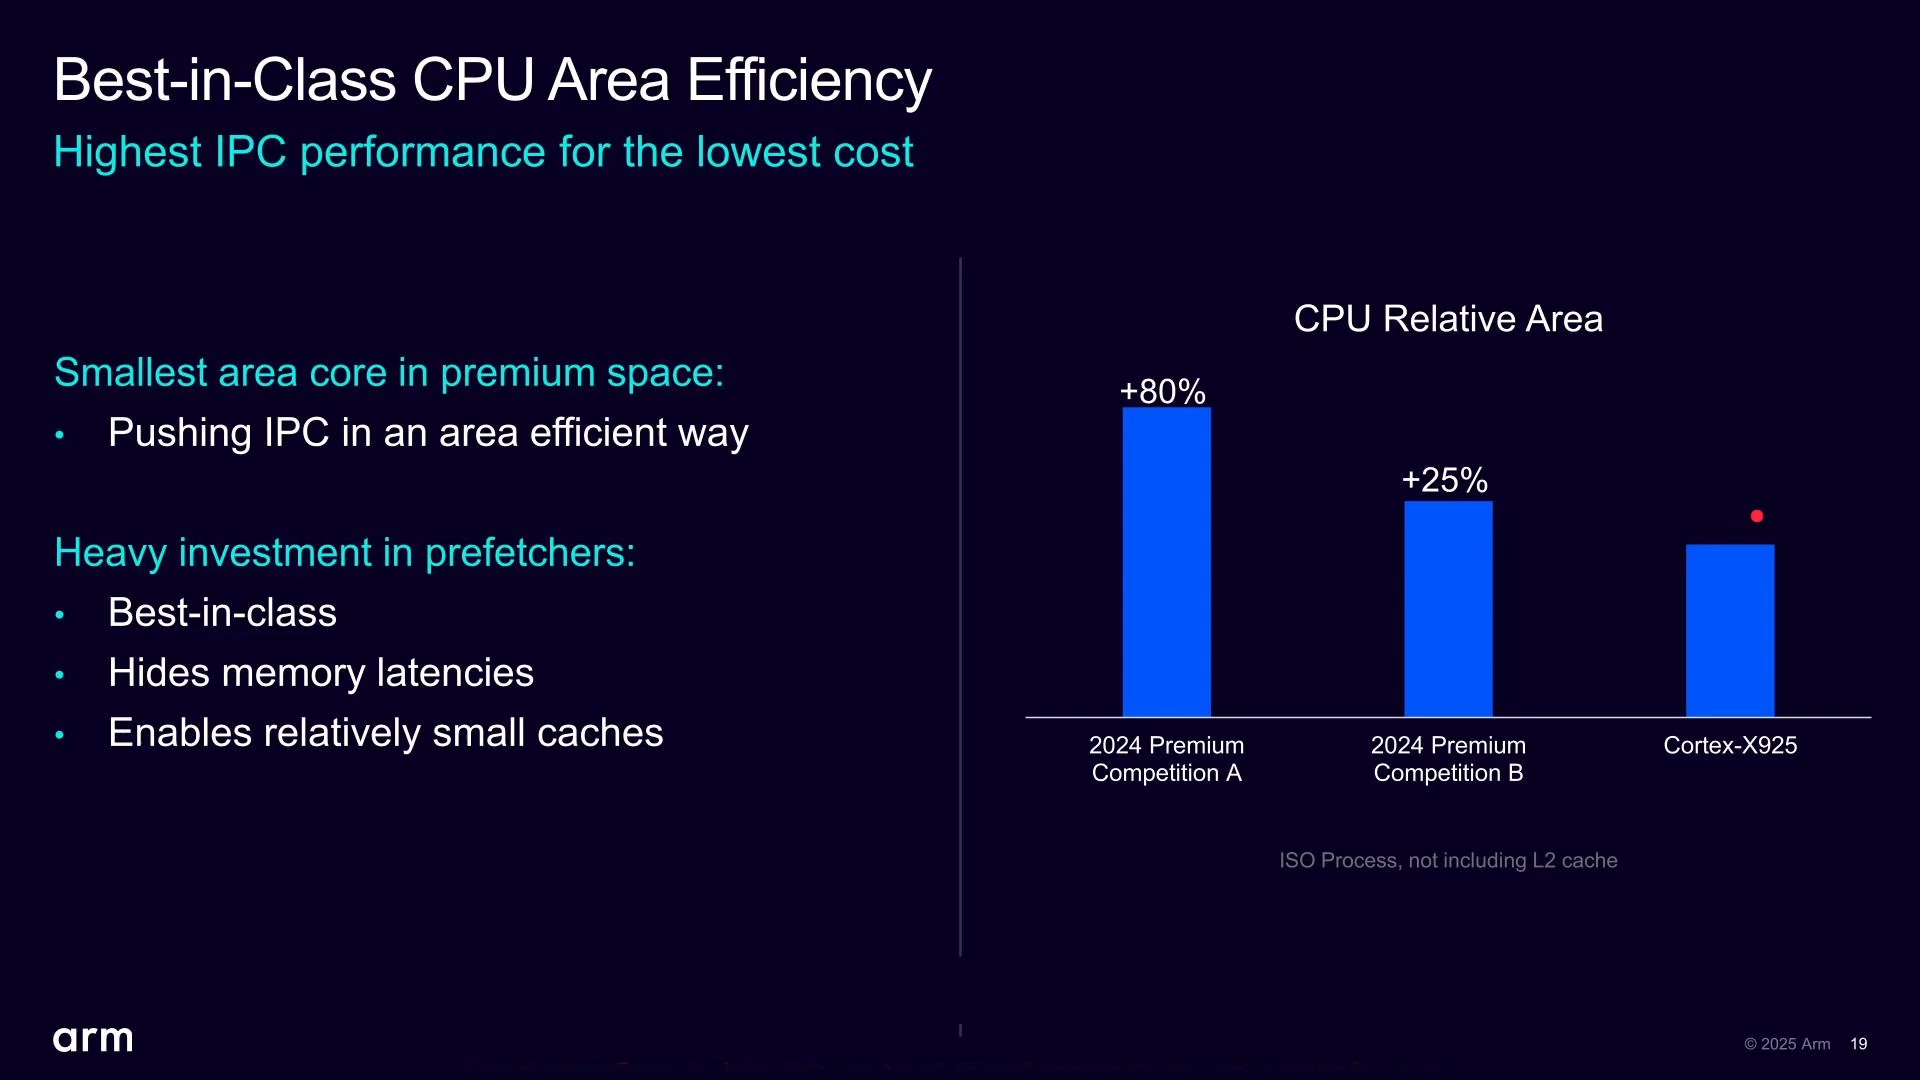 Best-in-Class CPU Area Efficiency
Highest IPC performance for the lowest cost
Smallest area core in premium space:
• Pushing IPC in an area efficient way
Heavy investment in prefetchers:
• Best-in-class
• Hides memory latencies
• Enables relatively small caches
CPU Relative Area
+80%
+25%
2024 Premium
Competition A
2024 Premium
Competition B
Cortex-X925
ISO Process, not including L2 cache
arm
© 2025 Arm 19